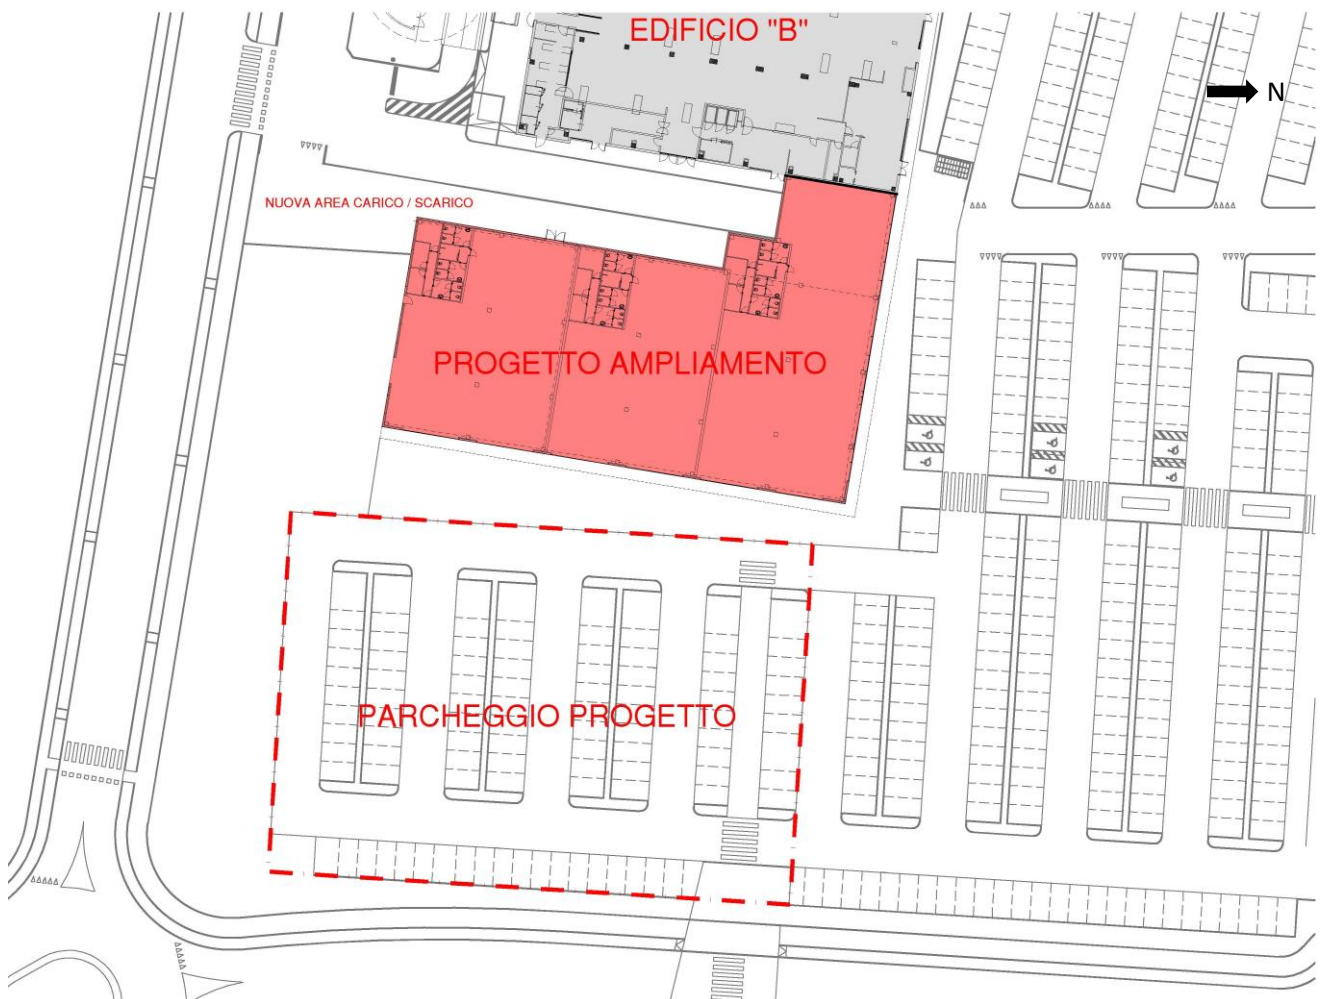 EDIFICIO "B"
N
NUOVA AREA CARICO / SCARICO
PROGETTO AMPLIAMENTO
PARCHEGGIO PROGETTO